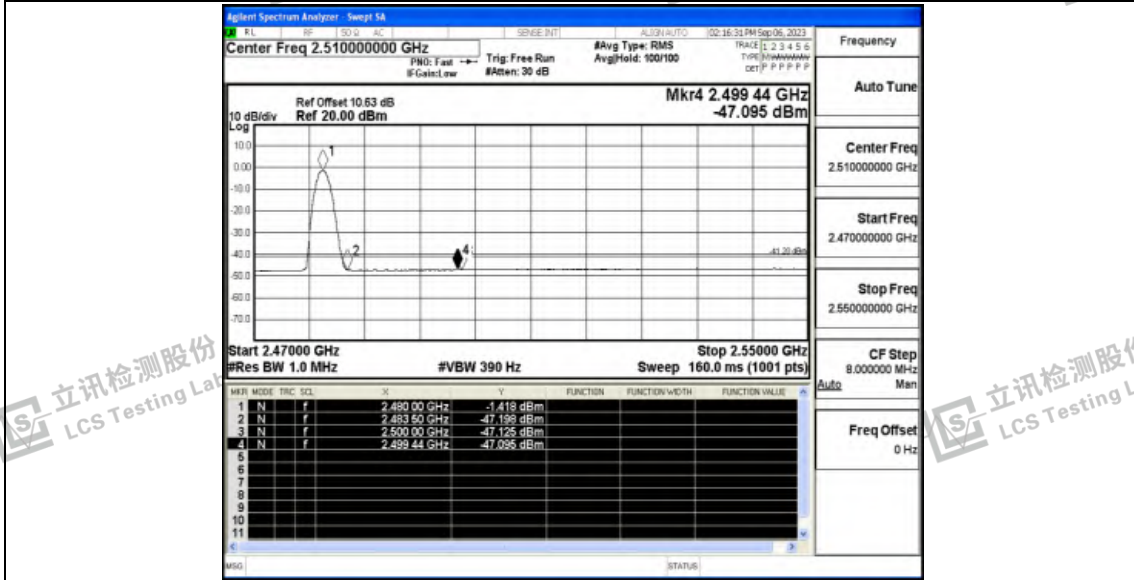 Agilent Spectrum Analyzer - Swept SA
RL RF 50 Ω AC SENSE:INT ALIGN AUTO 02:16:31 PM Sep 06, 2023
Center Freq 2.510000000 GHz
PNO: Fast
IFGain:Low
Trig: Free Run
#Atten: 30 dB
#Avg Type: RMS
Avg|Hold: 100/100
TRACE 1 2 3 4 5 6
TYPE
DET P P P P P P
Frequency
Auto Tune
Center Freq
2.510000000 GHz
Start Freq
2.470000000 GHz
Stop Freq
2.550000000 GHz
CF Step
8.000000 MHz
Auto Man
Freq Offset
0 Hz
Mkr4 2.499 44 GHz
-47.095 dBm
Ref Offset 10.63 dB
10 dB/div Ref 20.00 dBm
Log
10.0
0.00
-10.0
-20.0
-30.0
-40.0
-50.0
-60.0
-70.0
1
2
4
-41.20 dBm
Start 2.47000 GHz Stop 2.55000 GHz
#Res BW 1.0 MHz #VBW 390 Hz Sweep 160.0 ms (1001 pts)
MKR MODE TRC SCL X Y FUNCTION FUNCTION WIDTH FUNCTION VALUE
1 N f 2.480 00 GHz -1.418 dBm
2 N f 2.483 50 GHz -47.198 dBm
3 N f 2.500 00 GHz -47.125 dBm
4 N f 2.499 44 GHz -47.095 dBm
5
6
7
8
9
10
11
MSG STATUS
立讯检测股份
LCS Testing Lab
立讯检测股份
LCS Testing L